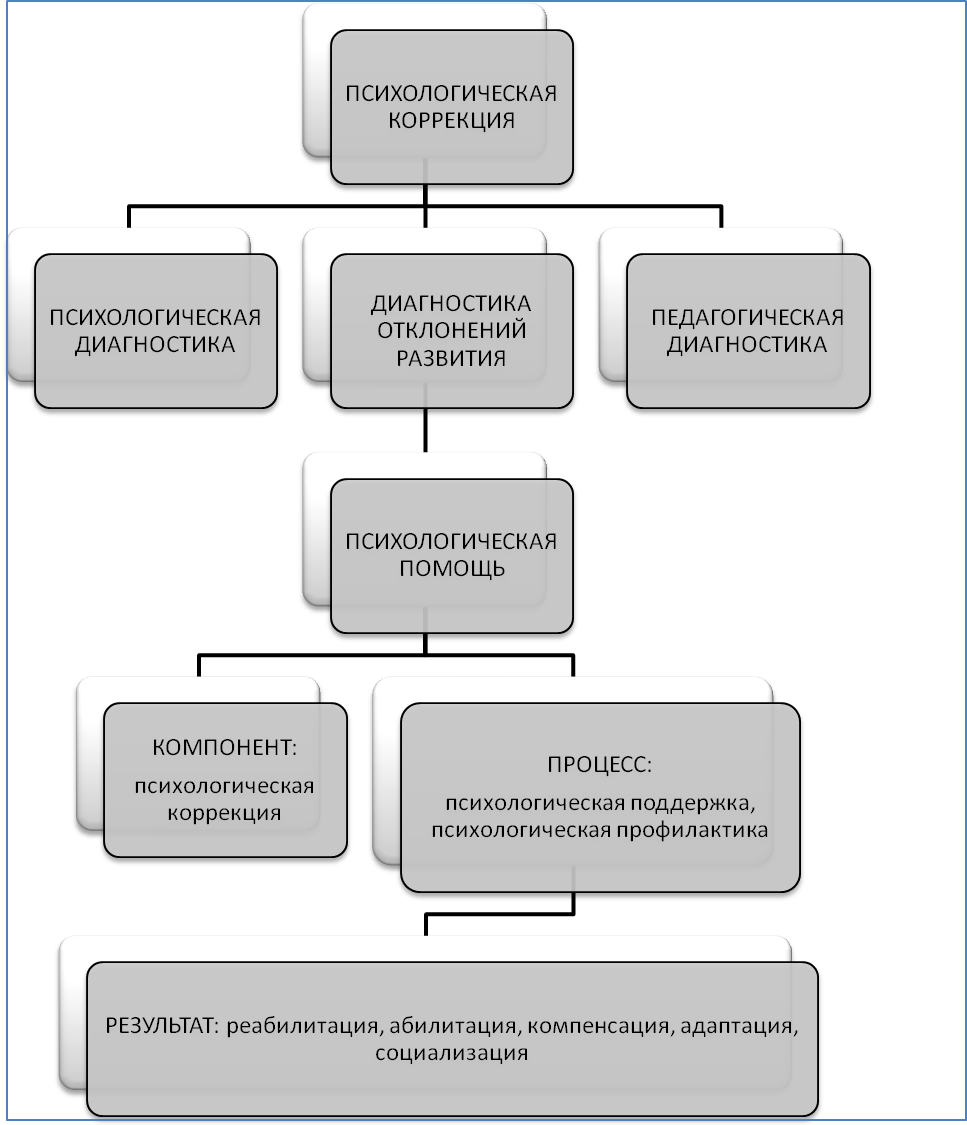 ПСИХОЛОГИЧЕСКАЯ
КОРРЕКЦИЯ
ПСИХОЛОГИЧЕСКАЯ
ДИАГНОСТИКА
ДИАГНОСТИКА
ОТКЛОНЕНИЙ
РАЗВИТИЯ
ПЕДАГОГИЧЕСКАЯ
ДИАГНОСТИКА
ПСИХОЛОГИЧЕСКАЯ
ПОМОЩЬ
КОМПОНЕНТ:
психологическая
коррекция
ПРОЦЕСС:
психологическая поддержка,
психологическая профилактика
РЕЗУЛЬТАТ: реабилитация, абилитация, компенсация, адаптация,
социализация